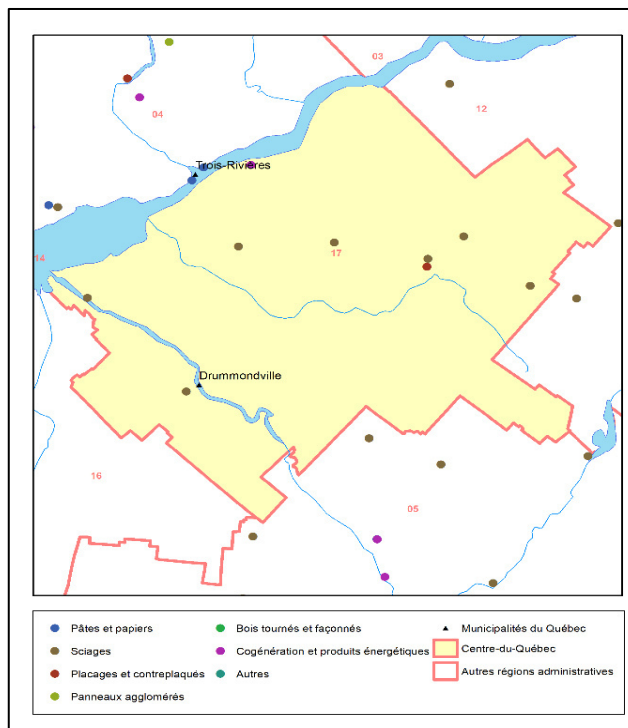 03
12
04
Trois-Rivières
17
14
Drummondville
16
05
Pâtes et papiers
Sciages
Placages et contreplaqués
Panneaux agglomérès
Bois tournés et façonnés
Cogénération et produits énergétiques
Autres
Municipalités du Québec
Centre-du-Québec
Autres régions administratives